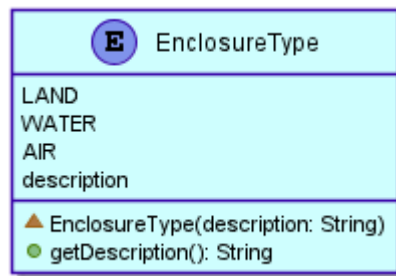 E EnclosureType
LAND
WATER
AIR
description
EnclosureType(description: String)
getDescription(): String